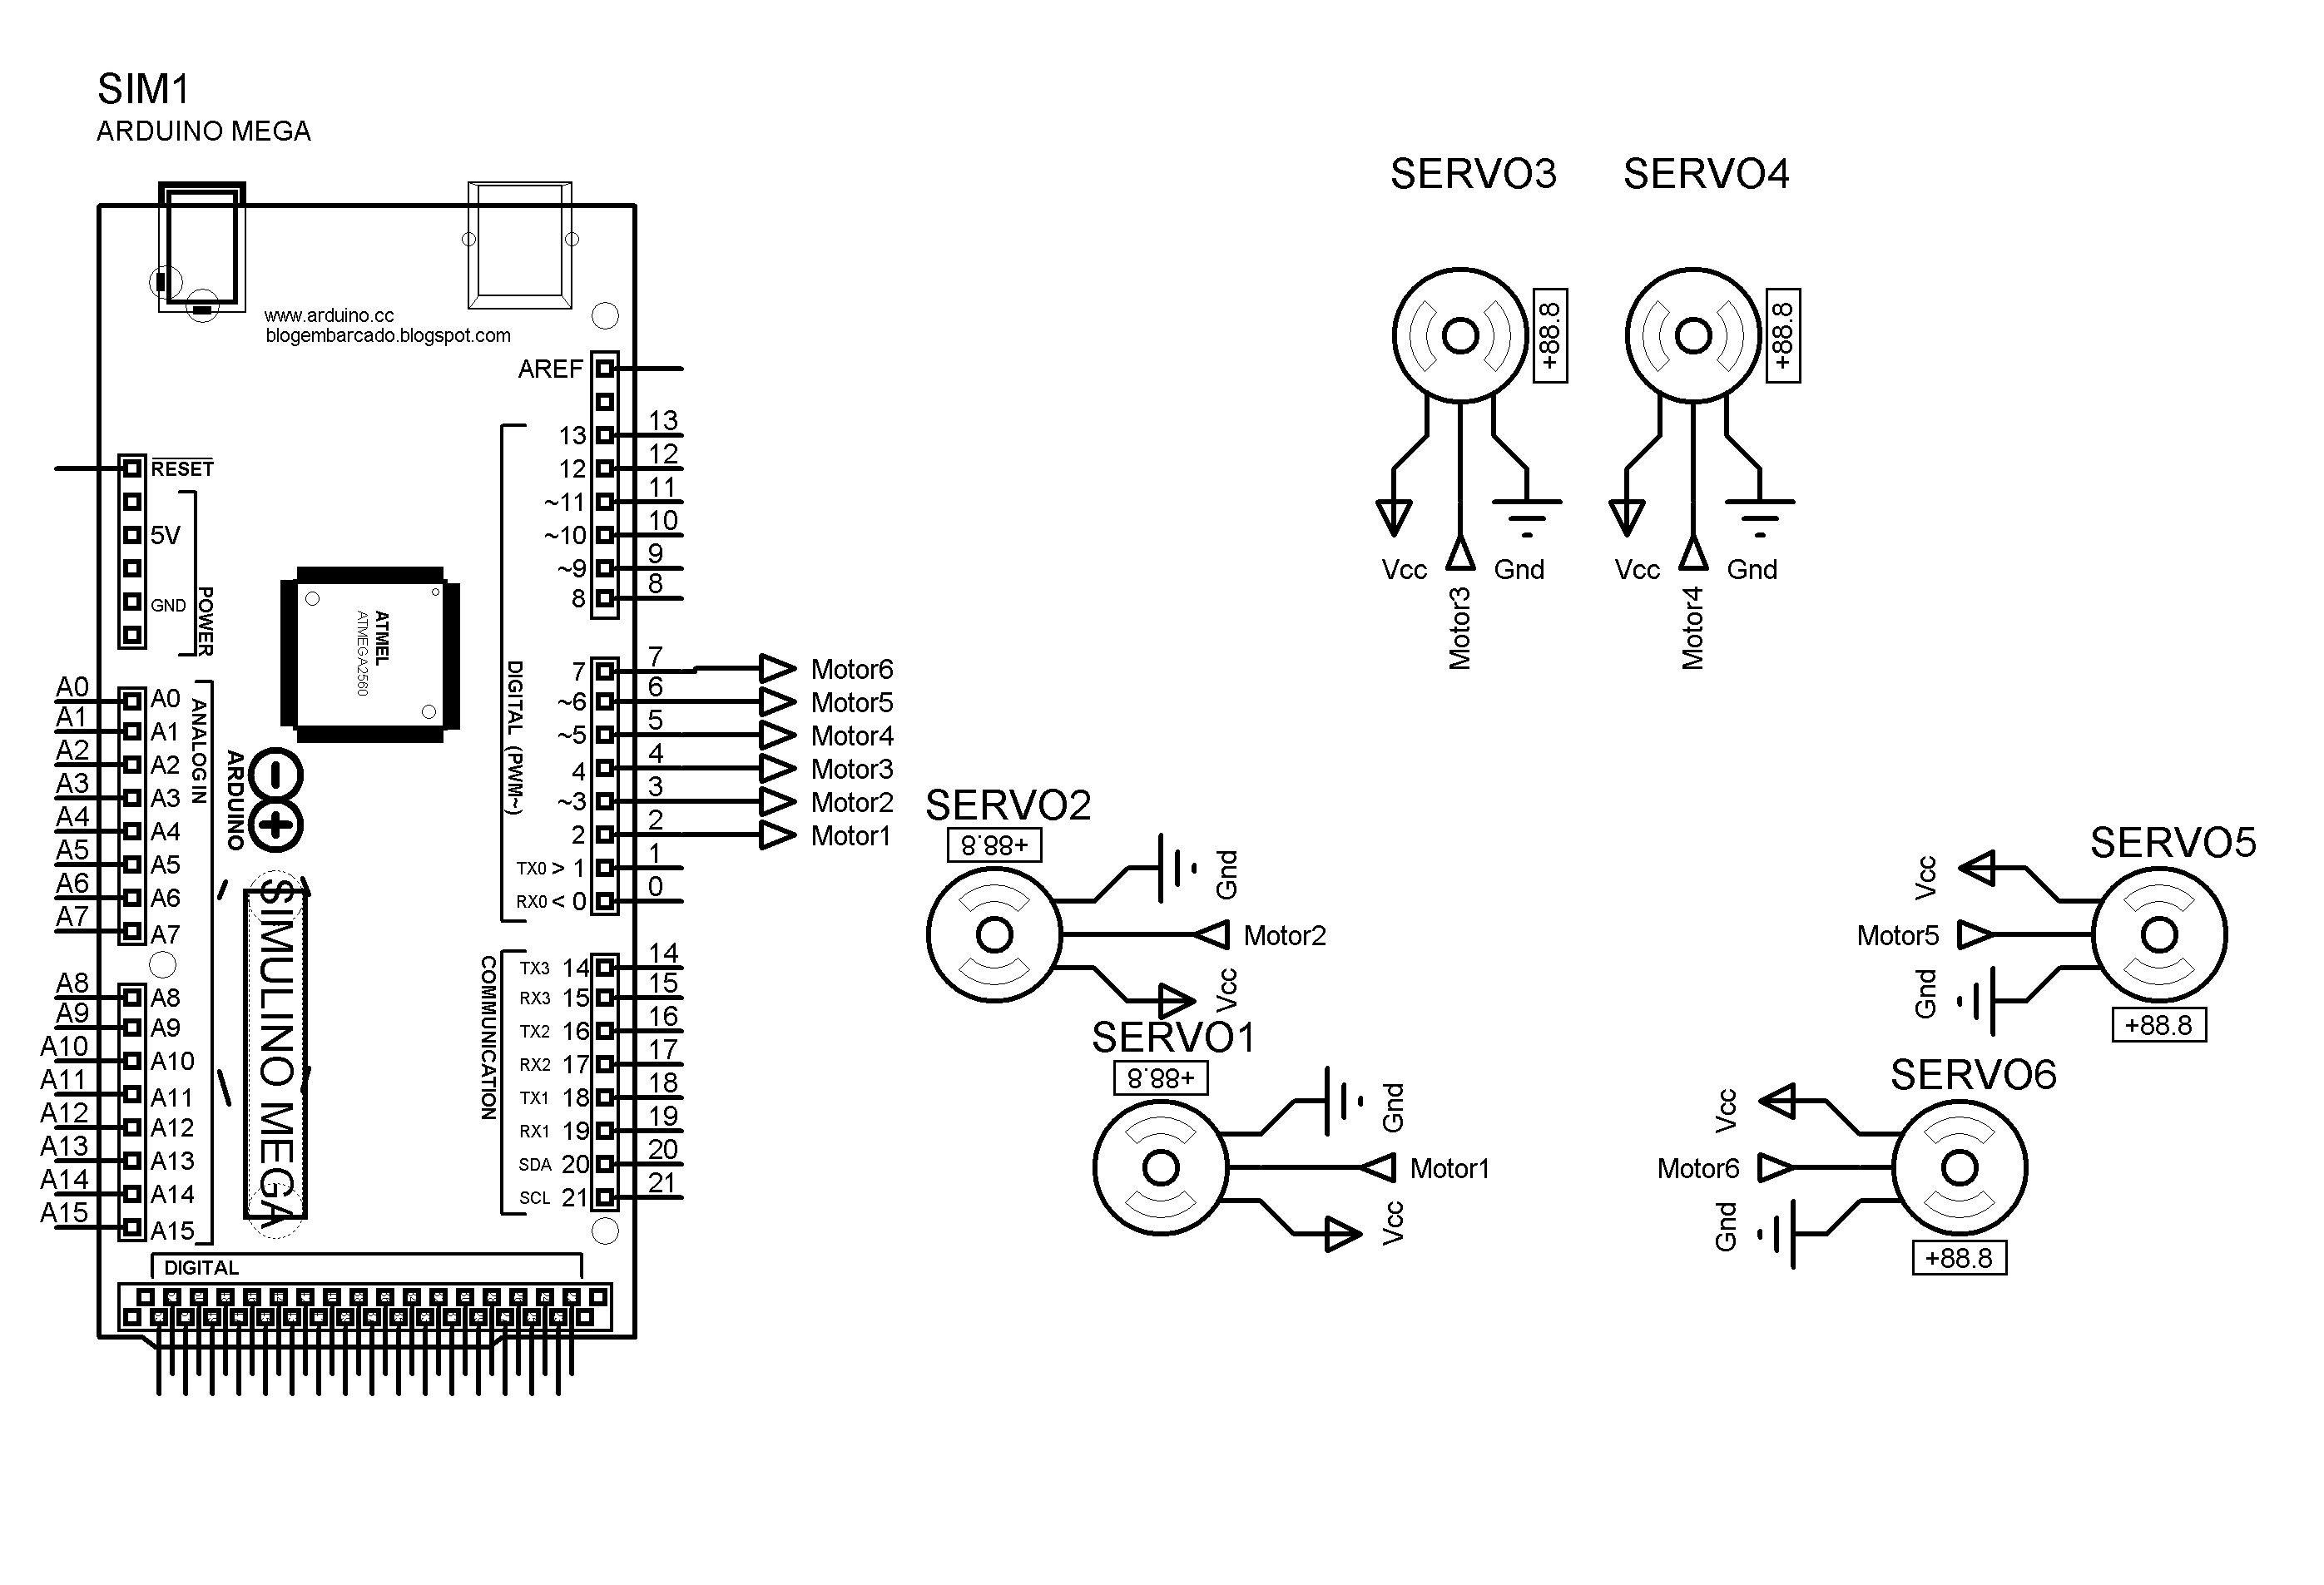 SIM1
ARDUINO MEGA
www.arduino.cc
blogembarcado.blogspot.com
RESET
5V
GND
POWER
A0 A0
A1 A1
A2 A2
A3 A3
A4 A4
A5 A5
A6 A6
A7 A7
ANALOG IN
A8 A8
A9 A9
A10 A10
A11 A11
A12 A12
A13 A13
A14 A14
A15 A15
ATMEL
ATMEGA2560
ARDUINO
SIMULINO MEGA
AREF
13 13
12 12
~11 11
~10 10
~9 9
8 8
DIGITAL (PWM~)
7 7 Motor6
~6 6 Motor5
~5 5 Motor4
4 4 Motor3
~3 3 Motor2
2 2 Motor1
TX0 > 1 1
RX0 < 0 0
COMMUNICATION
TX3 14 14
RX3 15 15
TX2 16 16
RX2 17 17
TX1 18 18
RX1 19 19
SDA 20 20
SCL 21 21
DIGITAL
SERVO3
+88.8
Vcc
Motor3
Gnd
SERVO4
+88.8
Vcc
Motor4
Gnd
SERVO2
+88.8
Gnd
Motor2
Vcc
SERVO1
+88.8
Gnd
Motor1
Vcc
SERVO5
Vcc
Motor5
Gnd
+88.8
SERVO6
Vcc
Motor6
Gnd
+88.8